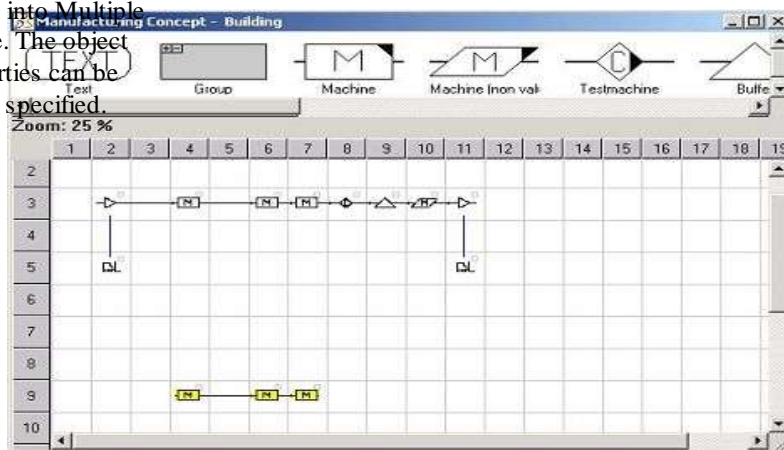 into Multiple
Manufacturing Concept - Building
e. The object
rties can be
specified.
TEXT
M
M
C
Text
Group
Machine
Machine (non val
Testmachine
Buffe
Zoom: 25 %
1 2 3 4 5 6 7 8 9 10 11 12 13 14 15 16 17 18 19
2
3 M M M M
4
5
6
7
8
9 M M M
10